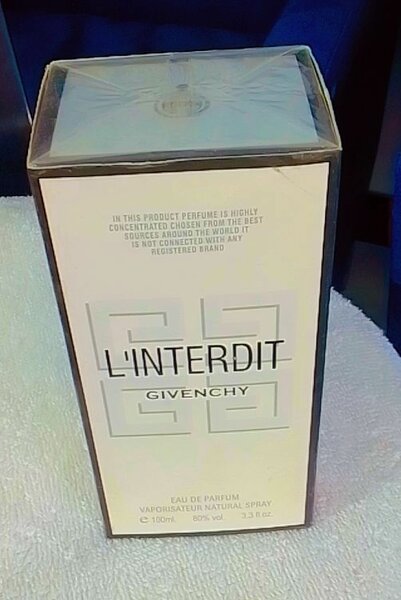 IN THIS PRODUCT PERFUME IS HIGHLY
CONCENTRATED CHOSEN FROM THE BEST
SOURCES AROUND THE WORLD IT
IS NOT CONNECTED WITH ANY
REGISTERED BRAND
L'INTERDIT
GIVENCHY
EAU DE PARFUM
VAPORISATEUR NATURAL SPRAY
℮ 100ml. 80% vol. 3.3 fl.oz.